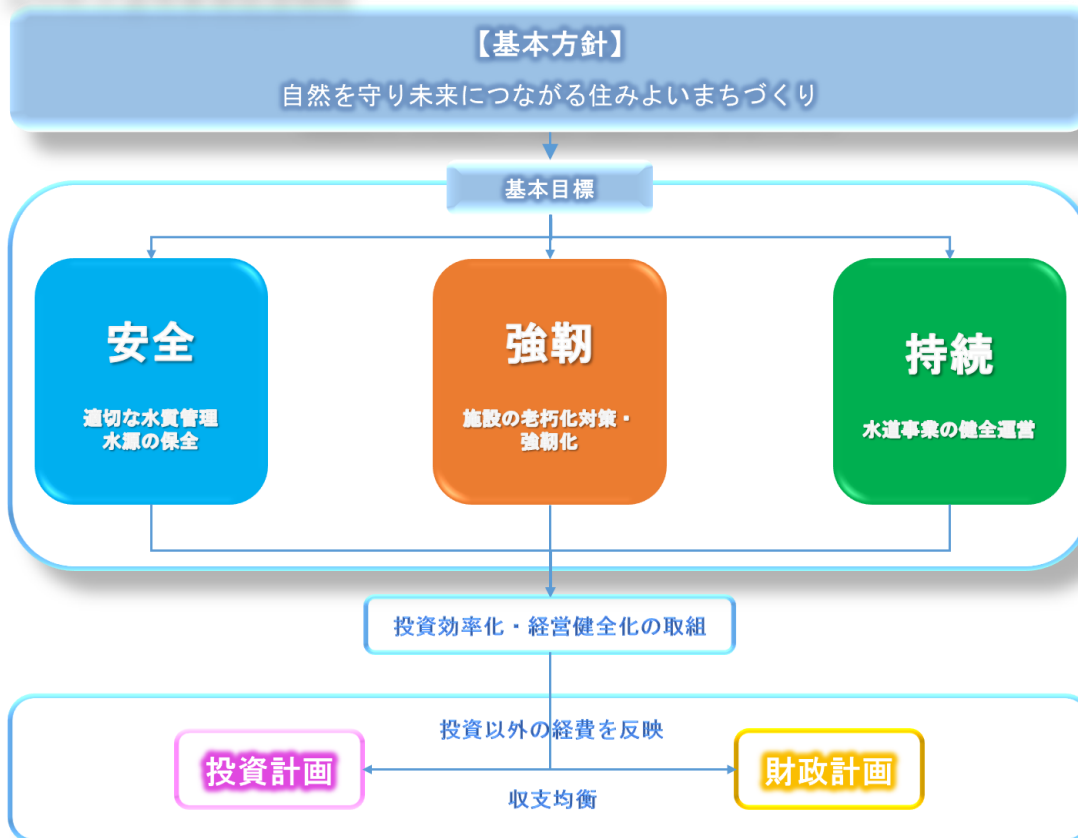 【基本方針】
自然を守り未来につながる住みよいまちづくり
基本目標
安全
適切な水質管理
水源の保全
強靭
施設の老朽化対策・
強靭化
持続
水道事業の健全運営
投資効率化・経営健全化の取組
投資以外の経費を反映
投資計画
財政計画
収支均衡